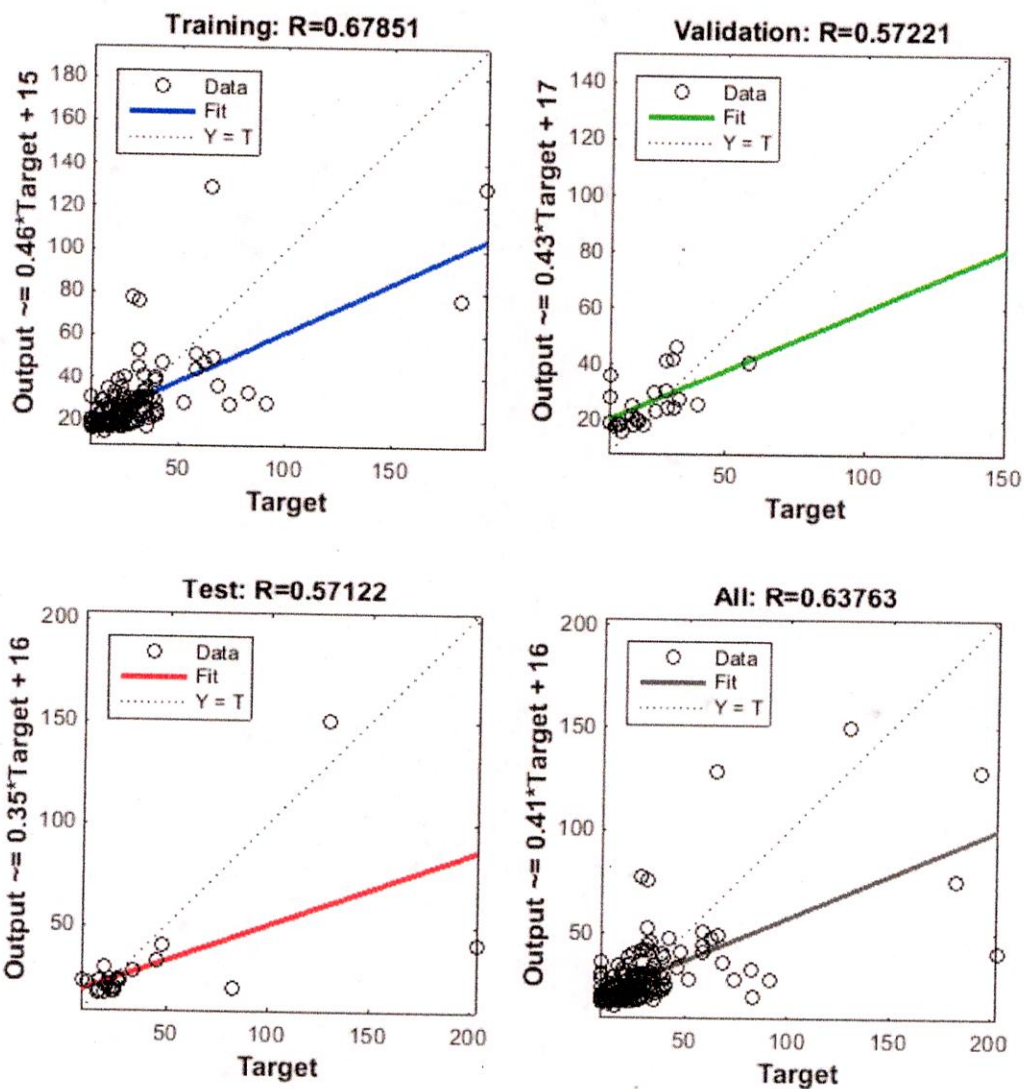 Training: R=0.67851
Output ~= 0.46*Target + 15
180
160
140
120
100
80
60
40
20
Data
Fit
Y = T
50
100
150
Target
Validation: R=0.57221
Output ~= 0.43*Target + 17
140
120
100
80
60
40
20
Data
Fit
Y = T
50
100
150
Target
Test: R=0.57122
Output ~= 0.35*Target + 16
200
150
100
50
Data
Fit
Y = T
50
100
150
200
Target
All: R=0.63763
Output ~= 0.41*Target + 16
200
150
100
50
Data
Fit
Y = T
50
100
150
200
Target